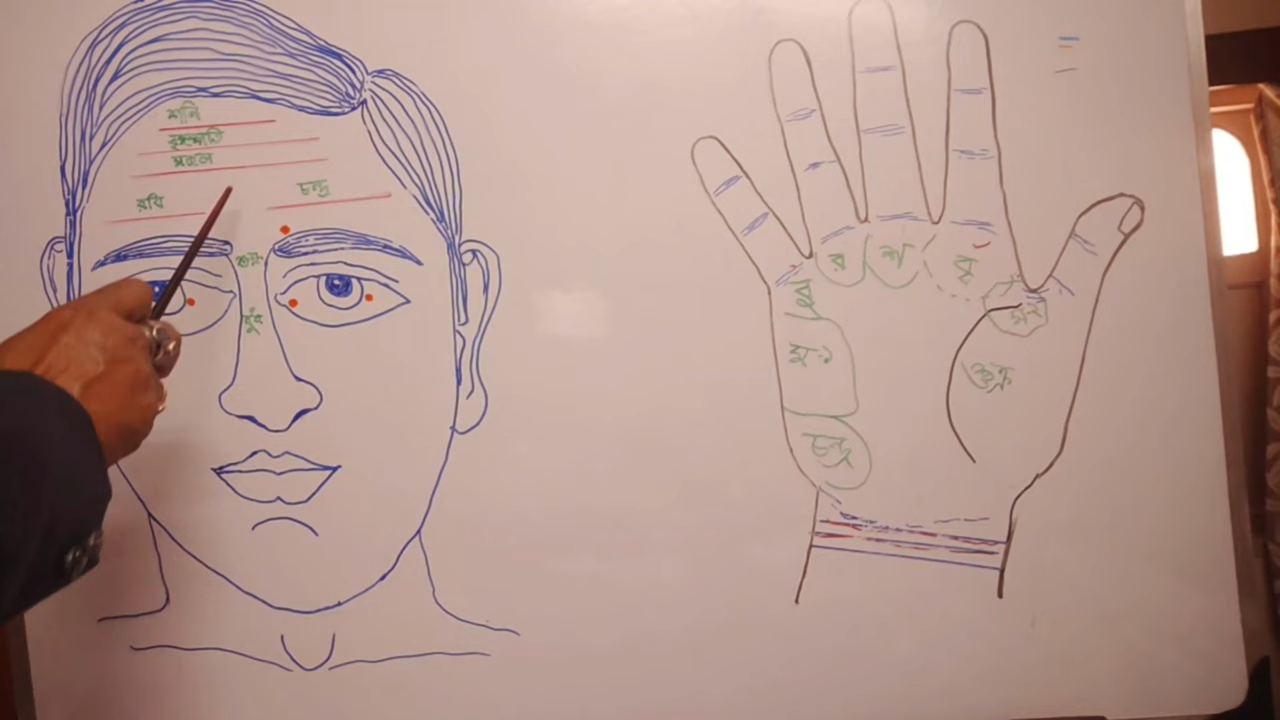 শনি
বৃহস্পতি
মঙ্গল
রবি
চন্দ্র
শুক্র
বুধ
র
শ
বৃ
বু
মঃ
শুক্র
চন্দ্র